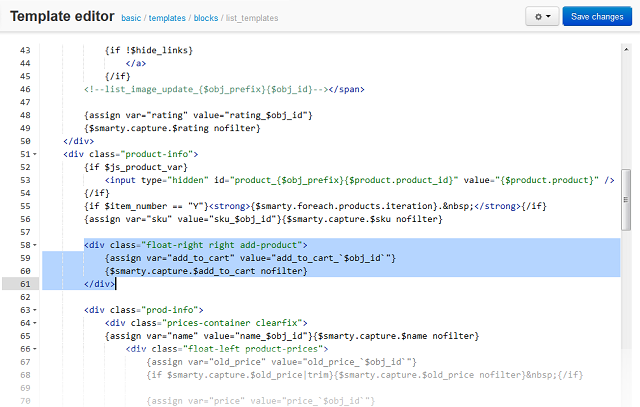 Template editor basic / templates / blocks / list_templates
Save changes
43 {if !$hide_links}
44 </a>
45 {/if}
46 <!--list_image_update_{$obj_prefix}{$obj_id}--></span>
47
48 {assign var="rating" value="rating_$obj_id"}
49 {$smarty.capture.$rating nofilter}
50 </div>
51 <div class="product-info">
52 {if $js_product_var}
53 <input type="hidden" id="product_{$obj_prefix}{$product.product_id}" value="{$product.product}" />
54 {/if}
55 {if $item_number == "Y"}<strong>{$smarty.foreach.products.iteration}.&nbsp;</strong>{/if}
56 {assign var="sku" value="sku_$obj_id"}{$smarty.capture.$sku nofilter}
57
58 <div class="float-right right add-product">
59 {assign var="add_to_cart" value="add_to_cart_`$obj_id`"}
60 {$smarty.capture.$add_to_cart nofilter}
61 </div>
62
63 <div class="prod-info">
64 <div class="prices-container clearfix">
65 {assign var="name" value="name_$obj_id"}{$smarty.capture.$name nofilter}
66 <div class="float-left product-prices">
67 {assign var="old_price" value="old_price_`$obj_id`"}
68 {if $smarty.capture.$old_price|trim}{$smarty.capture.$old_price nofilter}&nbsp;{/if}
69
70 {assign var="price" value="price_`$obj_id`"}